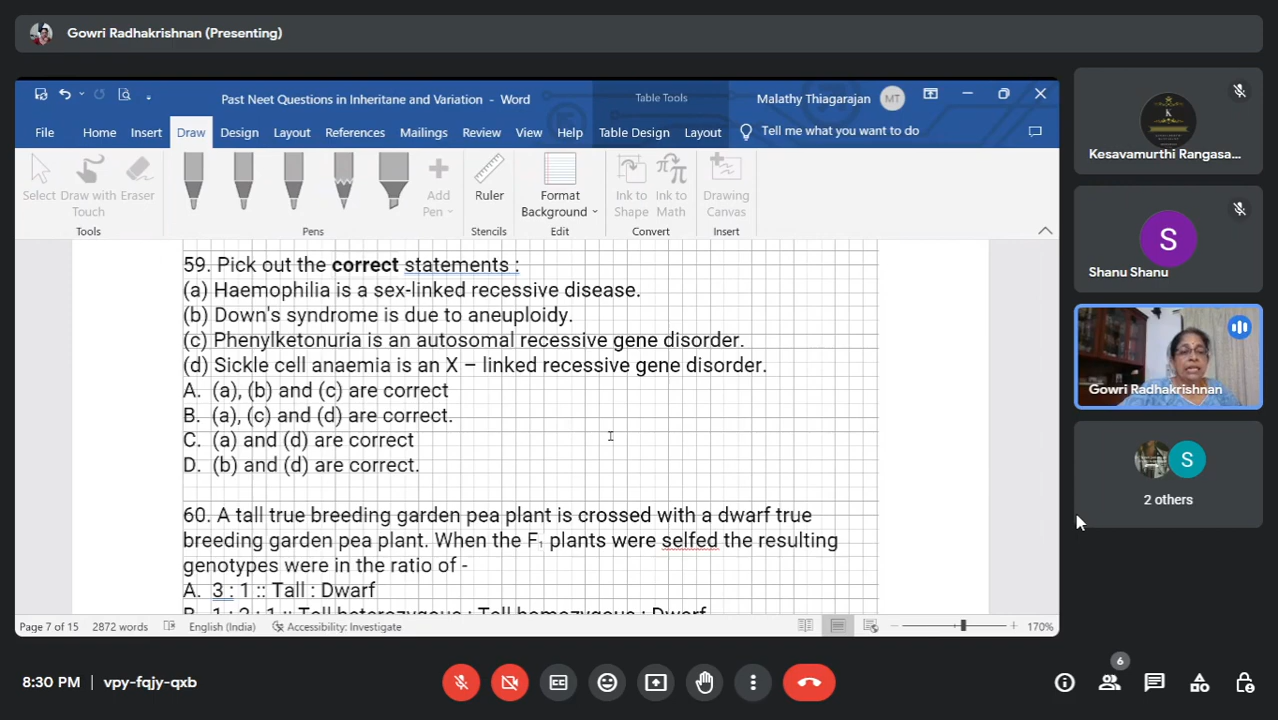 Gowri Radhakrishnan (Presenting)
Past Neet Questions in Inheritane and Variation - Word
Table Tools
Malathy Thiagarajan
MT
File Home Insert Draw Design Layout References Mailings Review View Help Table Design Layout Tell me what you want to do
Select Draw with Touch Eraser
Add Pen
Ruler
Format Background
Ink to Shape Ink to Math
Drawing Canvas
Tools Pens Stencils Edit Convert Insert
59. Pick out the correct statements :
(a) Haemophilia is a sex-linked recessive disease.
(b) Down's syndrome is due to aneuploidy.
(c) Phenylketonuria is an autosomal recessive gene disorder.
(d) Sickle cell anaemia is an X – linked recessive gene disorder.
A. (a), (b) and (c) are correct
B. (a), (c) and (d) are correct.
C. (a) and (d) are correct
D. (b) and (d) are correct.
60. A tall true breeding garden pea plant is crossed with a dwarf true
breeding garden pea plant. When the F₁ plants were selfed the resulting
genotypes were in the ratio of -
A. 3 : 1 :: Tall : Dwarf
B. 1 : 2 : 1 :: Tall heterozygous : Tall homozygous : Dwarf
Page 7 of 15 2872 words English (India) Accessibility: Investigate 170%
K
Kesavamurthi Rangasa...
S
Shanu Shanu
Gowri Radhakrishnan
S
2 others
8:30 PM | vpy-fqjy-qxb
6